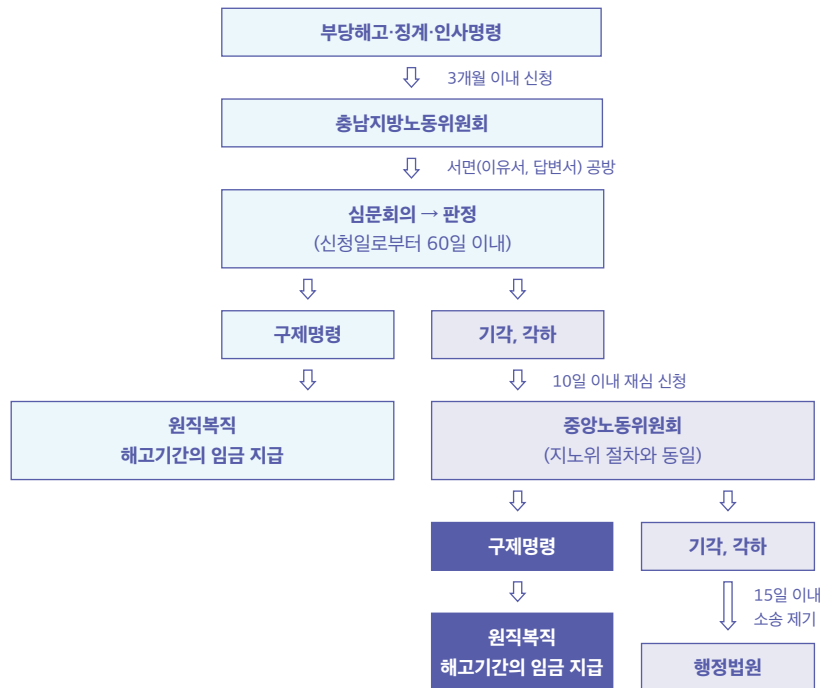 부당해고·징계·인사명령
3개월 이내 신청
충남지방노동위원회
서면(이유서, 답변서) 공방
심문회의 → 판정
(신청일로부터 60일 이내)
구제명령
기각, 각하
10일 이내 재심 신청
원직복직
해고기간의 임금 지급
중앙노동위원회
(지노위 절차와 동일)
구제명령
기각, 각하
15일 이내
소송 제기
원직복직
해고기간의 임금 지급
행정법원